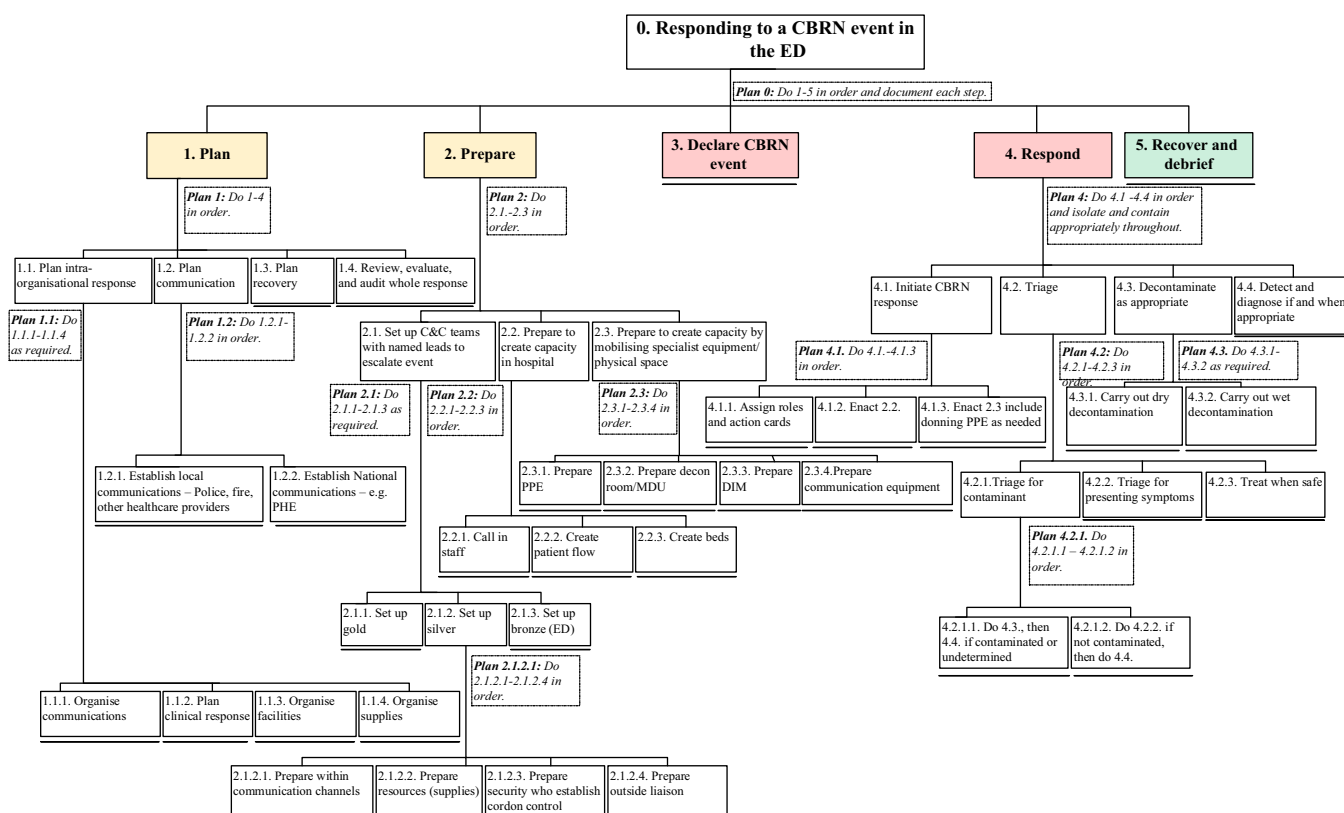 0. Responding to a CBRN event in
the ED
Plan 0: Do 1-5 in order and document each step.
1. Plan
2. Prepare
3. Declare CBRN
event
4. Respond
5. Recover and
debrief
Plan 1: Do 1-4
in order.
Plan 2: Do
2.1.-2.3 in
order.
Plan 4: Do 4.1 -4.4 in order
and isolate and contain
appropriately throughout.
1.1. Plan intra-
organisational response
1.2. Plan
communication
1.3. Plan
recovery
1.4. Review, evaluate,
and audit whole response
4.1. Initiate CBRN
response
4.2. Triage
4.3. Decontaminate
as appropriate
4.4. Detect and
diagnose if and when
appropriate
Plan 1.1: Do
1.1.1-1.1.4
as required.
Plan 1.2: Do 1.2.1-
1.2.2 in order.
2.1. Set up C&C teams
with named leads to
escalate event
2.2. Prepare to
create capacity
in hospital
2.3. Prepare to create capacity by
mobilising specialist equipment/
physical space
Plan 4.1. Do 4.1.-4.1.3
in order.
Plan 4.2: Do
4.2.1-4.2.3 in
order.
Plan 4.3. Do 4.3.1-
4.3.2 as required.
Plan 2.1: Do
2.1.1-2.1.3 as
required.
Plan 2.2: Do
2.2.1-2.2.3 in
order.
Plan 2.3: Do
2.3.1-2.3.4 in
order.
4.1.1. Assign roles
and action cards
4.1.2. Enact 2.2.
4.1.3. Enact 2.3 include
donning PPE as needed
4.3.1. Carry out dry
decontamination
4.3.2. Carry out wet
decontamination
1.2.1. Establish local
communications – Police, fire,
other healthcare providers
1.2.2. Establish National
communications – e.g.
PHE
2.3.1. Prepare
PPE
2.3.2. Prepare decon
room/MDU
2.3.3. Prepare
DIM
2.3.4.Prepare
communication equipment
4.2.1.Triage for
contaminant
4.2.2. Triage for
presenting symptoms
4.2.3. Treat when safe
2.2.1. Call in
staff
2.2.2. Create
patient flow
2.2.3. Create beds
Plan 4.2.1. Do
4.2.1.1 – 4.2.1.2 in
order.
2.1.1. Set up
gold
2.1.2. Set up
silver
2.1.3. Set up
bronze (ED)
4.2.1.1. Do 4.3., then
4.4. if contaminated or
undetermined
4.2.1.2. Do 4.2.2. if
not contaminated,
then do 4.4.
Plan 2.1.2.1: Do
2.1.2.1-2.1.2.4 in
order.
1.1.1. Organise
communications
1.1.2. Plan
clinical response
1.1.3. Organise
facilities
1.1.4. Organise
supplies
2.1.2.1. Prepare within
communication channels
2.1.2.2. Prepare
resources (supplies)
2.1.2.3. Prepare
security who establish
cordon control
2.1.2.4. Prepare
outside liaison